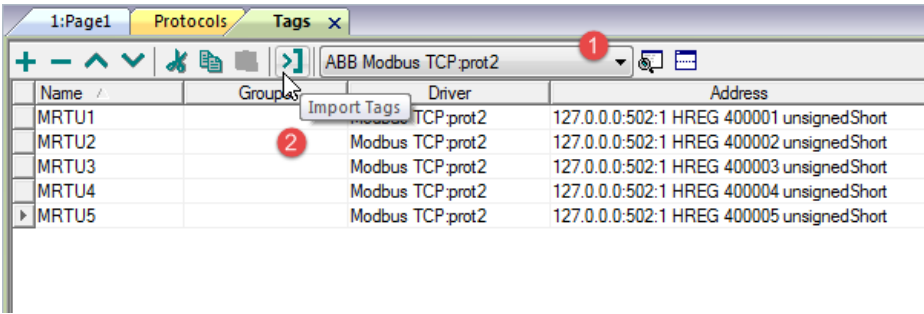 1:Page1 Protocols Tags x
ABB Modbus TCP:prot2 1
Name Groups Driver Address
Import Tags
MRTU1 Modbus TCP:prot2 127.0.0.0:502:1 HREG 400001 unsignedShort
2
MRTU2 Modbus TCP:prot2 127.0.0.0:502:1 HREG 400002 unsignedShort
MRTU3 Modbus TCP:prot2 127.0.0.0:502:1 HREG 400003 unsignedShort
MRTU4 Modbus TCP:prot2 127.0.0.0:502:1 HREG 400004 unsignedShort
MRTU5 Modbus TCP:prot2 127.0.0.0:502:1 HREG 400005 unsignedShort